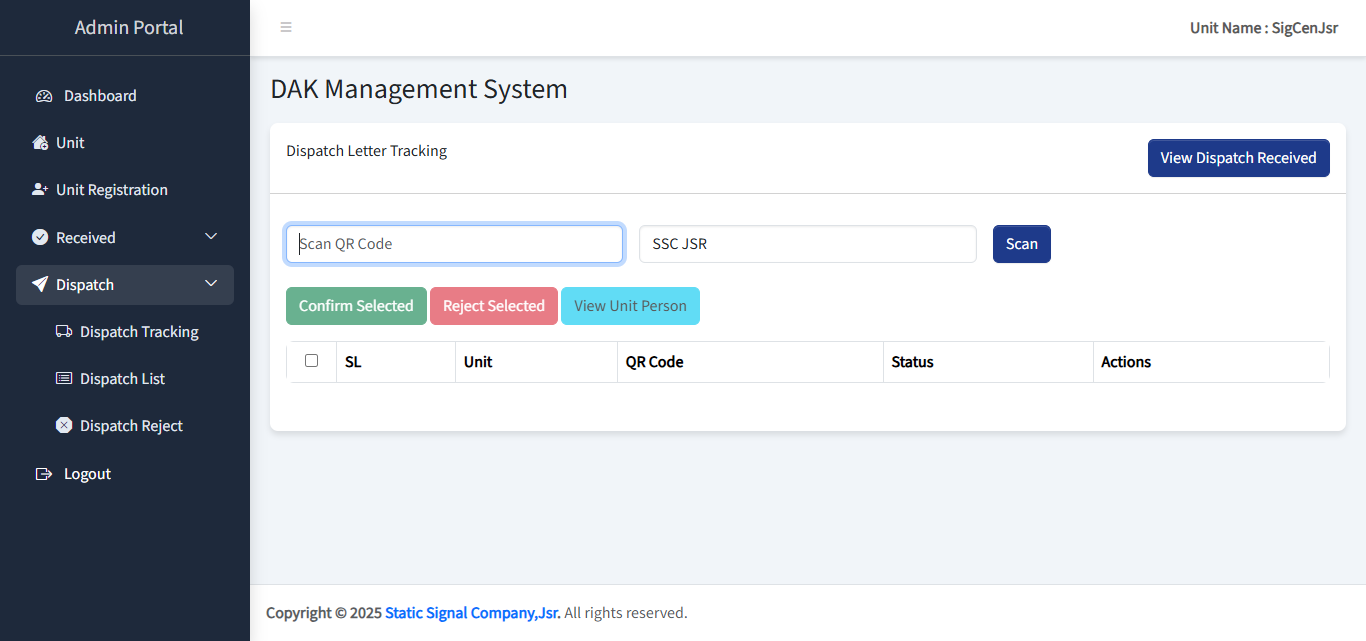 Admin Portal
Unit Name : SigCenJsr
Dashboard
Unit
Unit Registration
Received
Dispatch
Dispatch Tracking
Dispatch List
Dispatch Reject
Logout
DAK Management System
Dispatch Letter Tracking
View Dispatch Received
Scan QR Code
SSC JSR
Scan
Confirm Selected Reject Selected View Unit Person
SL Unit QR Code Status Actions
Copyright © 2025 Static Signal Company,Jsr. All rights reserved.